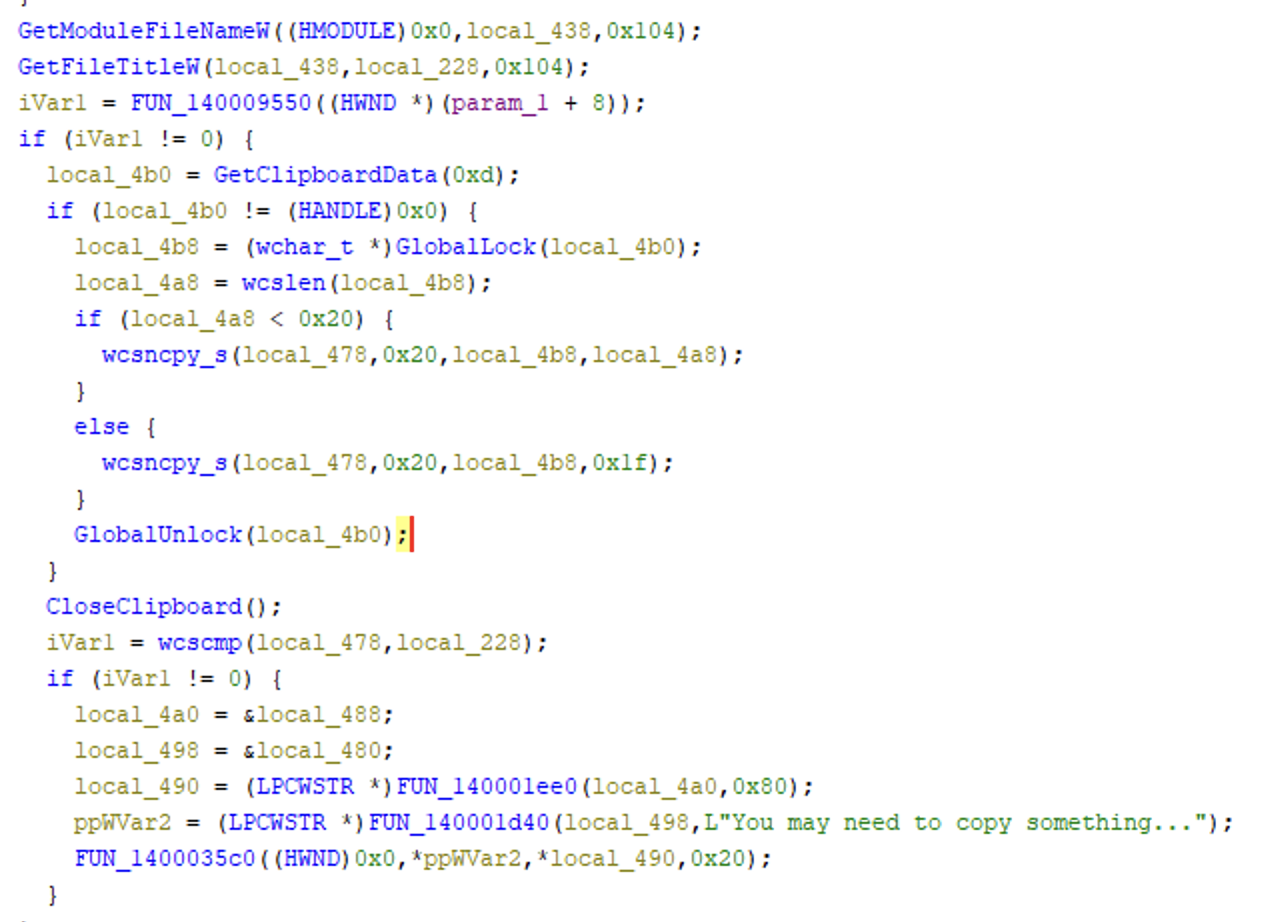 }
GetModuleFileNameW((HMODULE)0x0,local_438,0x104);
GetFileTitleW(local_438,local_228,0x104);
iVar1 = FUN_140009550((HWND *)(param_1 + 8));
if (iVar1 != 0) {
local_4b0 = GetClipboardData(0xd);
if (local_4b0 != (HANDLE)0x0) {
local_4b8 = (wchar_t *)GlobalLock(local_4b0);
local_4a8 = wcslen(local_4b8);
if (local_4a8 < 0x20) {
wcsncpy_s(local_478,0x20,local_4b8,local_4a8);
}
else {
wcsncpy_s(local_478,0x20,local_4b8,0x1f);
}
GlobalUnlock(local_4b0);
}
CloseClipboard();
iVar1 = wcscmp(local_478,local_228);
if (iVar1 != 0) {
local_4a0 = &local_488;
local_498 = &local_480;
local_490 = (LPCWSTR *)FUN_140001ee0(local_4a0,0x80);
ppWVar2 = (LPCWSTR *)FUN_140001d40(local_498,L"You may need to copy something...");
FUN_1400035c0((HWND)0x0,*ppWVar2,*local_490,0x20);
}